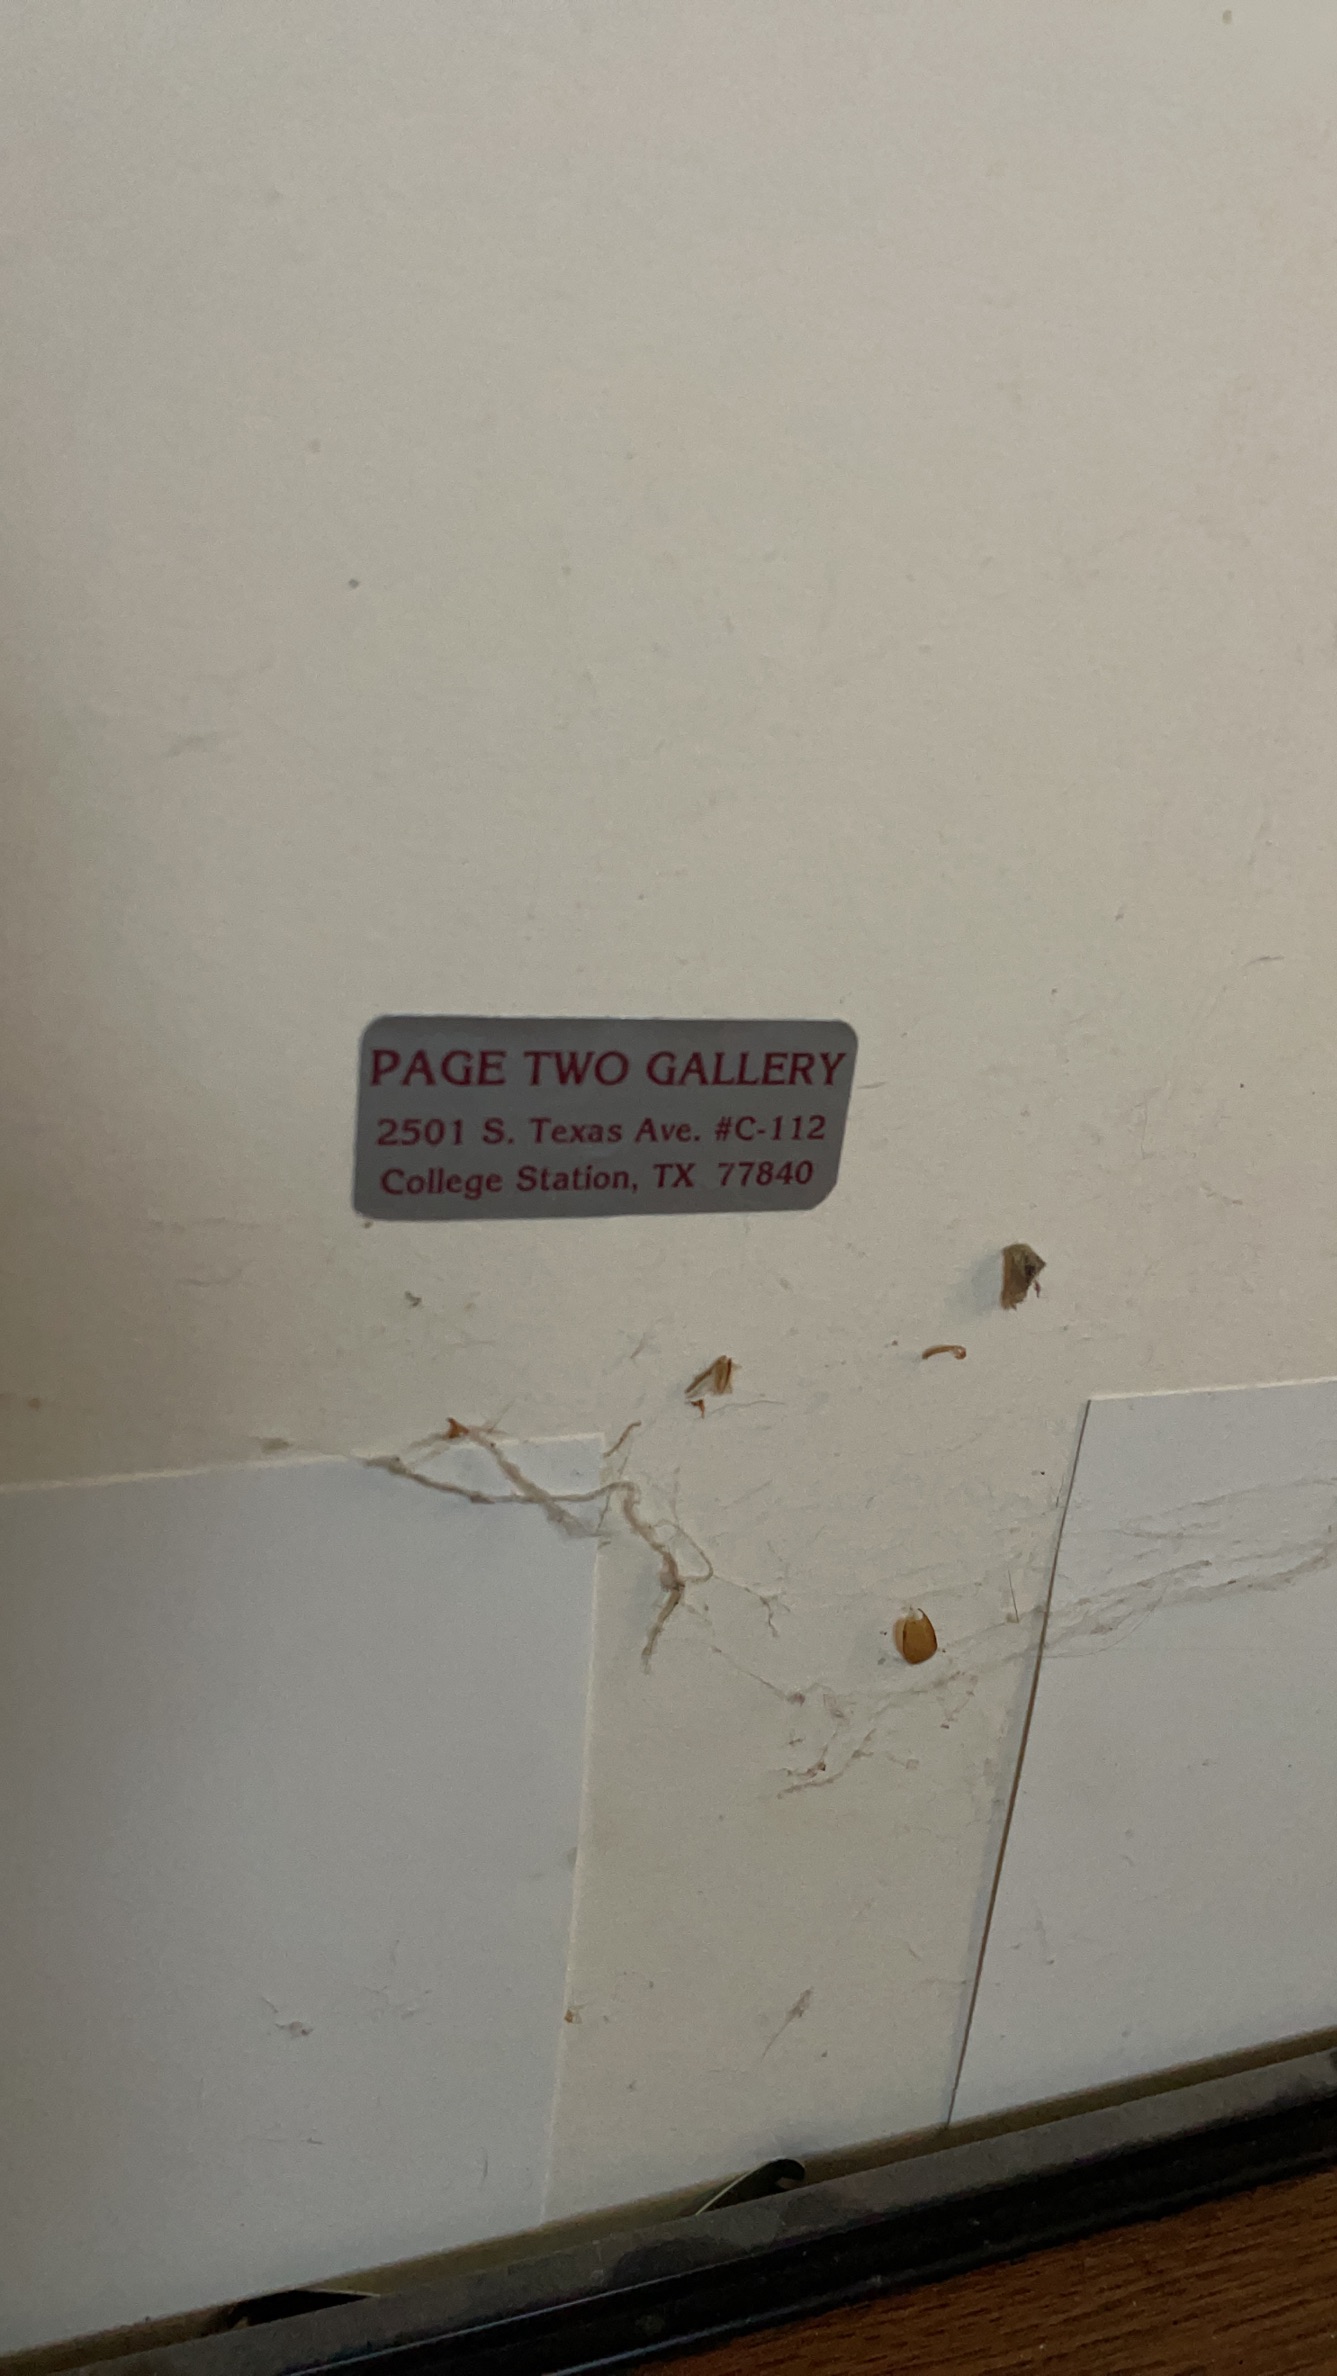 PAGE TWO GALLERY
2501 S. Texas Ave. #C-112
College Station, TX 77840